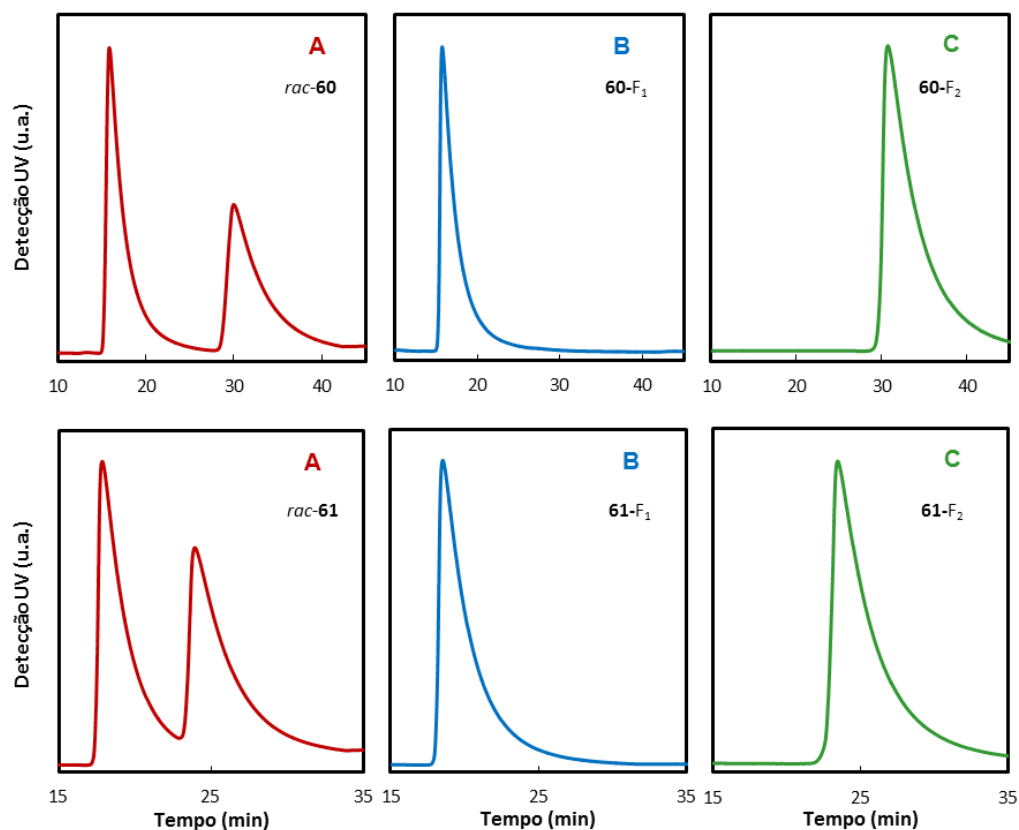 A
rac-60
B
60-F₁
C
60-F₂
Detecção UV (u.a.)
10 20 30 40
10 20 30 40
10 20 30 40
A
rac-61
B
61-F₁
C
61-F₂
Detecção UV (u.a.)
15 25 35
15 25 35
15 25 35
Tempo (min)
Tempo (min)
Tempo (min)